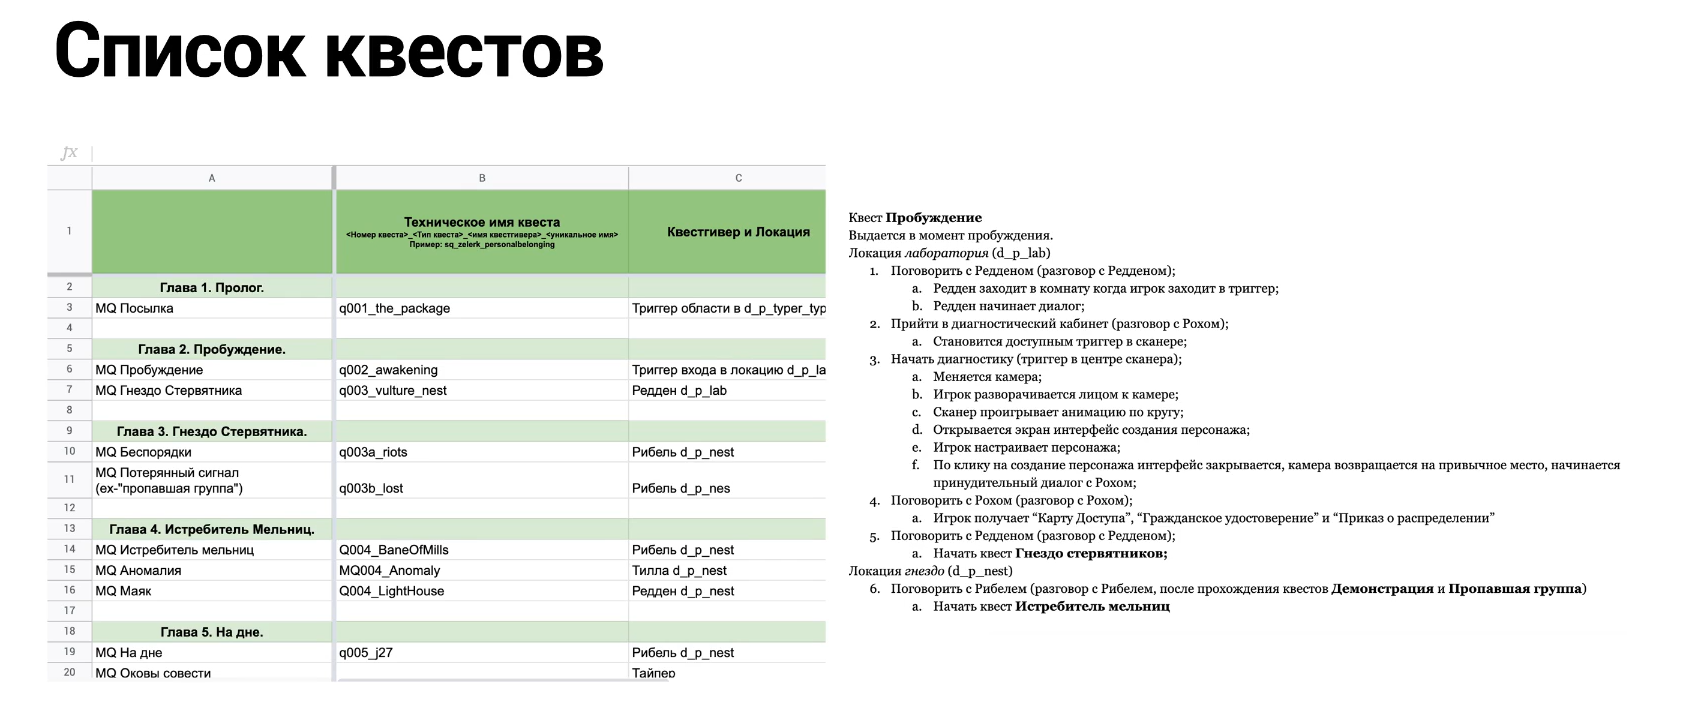 Список квестов
fx
A B C
1 Техническое имя квеста
<Номер квеста>_<Тип квеста>_<имя квестгивера>_<уникальное имя>
Пример: sq_zelerk_personalbelonging
Квестгивер и Локация
2 Глава 1. Пролог.
3 MQ Посылка q001_the_package Триггер области в d_p_typer_typ
4
5 Глава 2. Пробуждение.
6 MQ Пробуждение q002_awakening Триггер входа в локацию d_p_la
7 MQ Гнездо Стервятника q003_vulture_nest Редден d_p_lab
8
9 Глава 3. Гнездо Стервятника.
10 MQ Беспорядки q003a_riots Рибель d_p_nest
MQ Потерянный сигнал
11 (ex-"пропавшая группа") q003b_lost Рибель d_p_nes
12
13 Глава 4. Истребитель Мельниц.
14 MQ Истребитель мельниц Q004_BaneOfMills Рибель d_p_nest
15 MQ Аномалия MQ004_Anomaly Тилла d_p_nest
16 MQ Маяк Q004_LightHouse Редден d_p_nest
17
18 Глава 5. На дне.
19 MQ На дне q005_j27 Рибель d_p_nest
20 MQ Оковы совести Тайпер
Квест Пробуждение
Выдается в момент пробуждения.
Локация лаборатория (d_p_lab)
1. Поговорить с Редденом (разговор с Редденом);
a. Редден заходит в комнату когда игрок заходит в триггер;
b. Редден начинает диалог;
2. Прийти в диагностический кабинет (разговор с Рохом);
a. Становится доступным триггер в сканере;
3. Начать диагностику (триггер в центре сканера);
a. Меняется камера;
b. Игрок разворачивается лицом к камере;
c. Сканер проигрывает анимацию по кругу;
d. Открывается экран интерфейс создания персонажа;
e. Игрок настраивает персонажа;
f. По клику на создание персонажа интерфейс закрывается, камера возвращается на привычное место, начинается
принудительный диалог с Рохом;
4. Поговорить с Рохом (разговор с Рохом);
a. Игрок получает “Карту Доступа”, “Гражданское удостоверение” и “Приказ о распределении”
5. Поговорить с Редденом (разговор с Редденом);
a. Начать квест Гнездо стервятников;
Локация гнездо (d_p_nest)
6. Поговорить с Рибелем (разговор с Рибелем, после прохождения квестов Демонстрация и Пропавшая группа)
a. Начать квест Истребитель мельниц